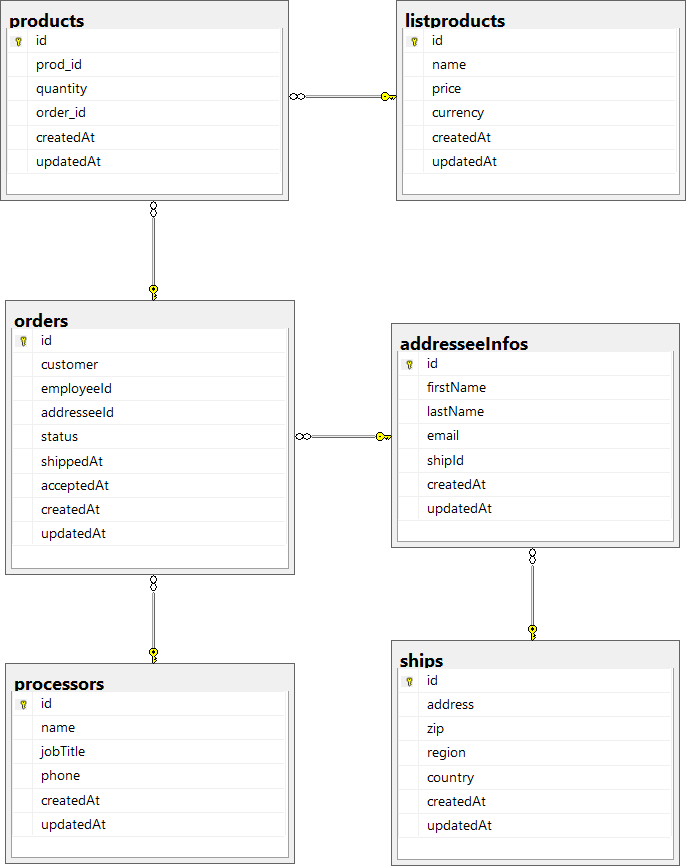 products
id
prod_id
quantity
order_id
createdAt
updatedAt
listproducts
id
name
price
currency
createdAt
updatedAt
orders
id
customer
employeeId
addresseeId
status
shippedAt
acceptedAt
createdAt
updatedAt
addresseeInfos
id
firstName
lastName
email
shipId
createdAt
updatedAt
processors
id
name
jobTitle
phone
createdAt
updatedAt
ships
id
address
zip
region
country
createdAt
updatedAt